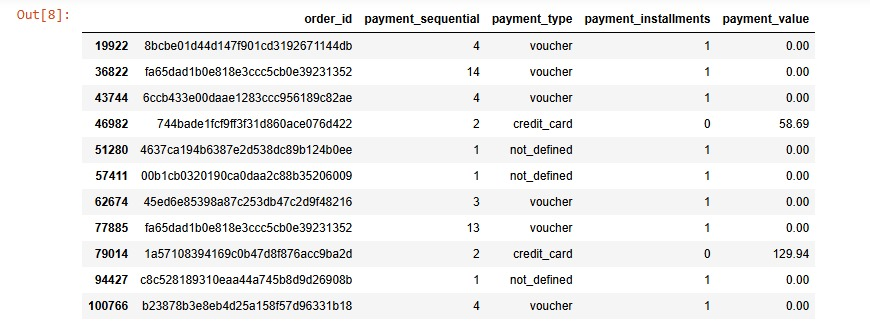 Out[8]:
order_id payment_sequential payment_type payment_installments payment_value
19922 8bcbe01d44d147f901cd3192671144db 4 voucher 1 0.00
36822 fa65dad1b0e818e3ccc5cb0e39231352 14 voucher 1 0.00
43744 6ccb433e00daae1283ccc956189c82ae 4 voucher 1 0.00
46982 744bade1fcf9ff3f31d860ace076d422 2 credit_card 0 58.69
51280 4637ca194b6387e2d538dc89b124b0ee 1 not_defined 1 0.00
57411 00b1cb0320190ca0daa2c88b35206009 1 not_defined 1 0.00
62674 45ed6e85398a87c253db47c2d9f48216 3 voucher 1 0.00
77885 fa65dad1b0e818e3ccc5cb0e39231352 13 voucher 1 0.00
79014 1a57108394169c0b47d8f876acc9ba2d 2 credit_card 0 129.94
94427 c8c528189310eaa44a745b8d9d26908b 1 not_defined 1 0.00
100766 b23878b3e8eb4d25a158f57d96331b18 4 voucher 1 0.00